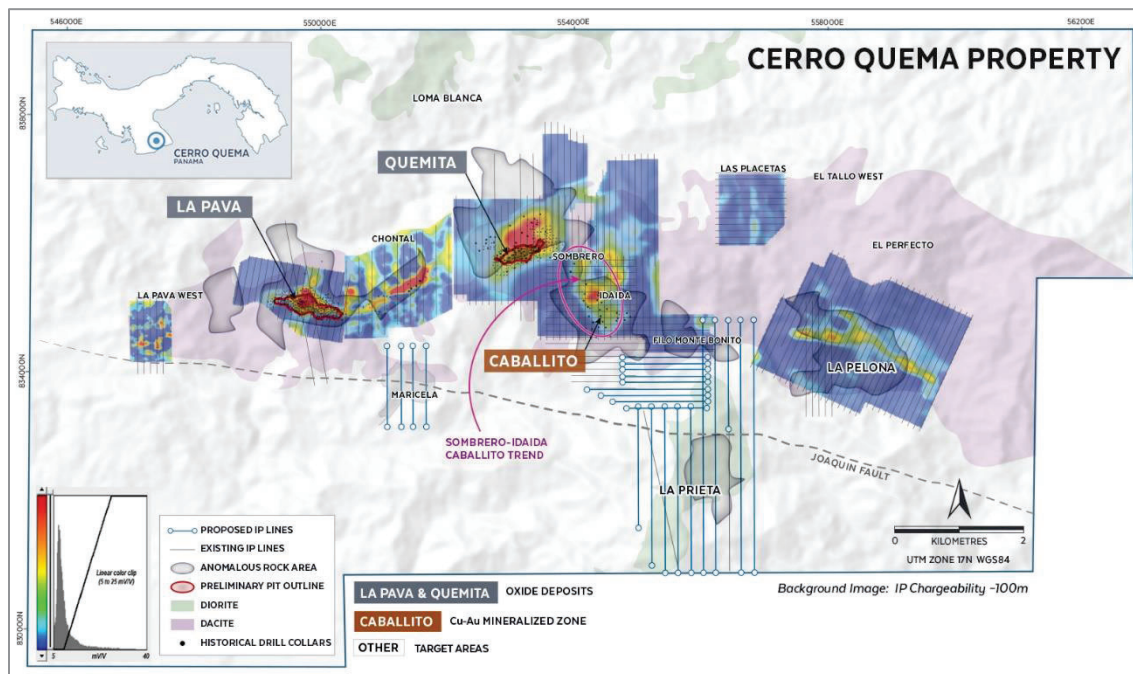 546000E
550000E
554000E
558000E
56200E
CERRO QUEMA PROPERTY
838000N
834000N
830000N
CERRO QUEMA
PANAMA
LOMA BLANCA
QUEMITA
LAS PLACETAS
EL TALLO WEST
LA PAVA
CHONTAL
EL PERFECTO
SOMBRERO
LA PAVA WEST
IDAIDA
FILO MONTE BONITO
CABALLITO
LA PELONA
MARICELA
SOMBRERO-IDAIDA
CABALLITO TREND
JOAQUIN FAULT
LA PRIETA
0
2
KILOMETRES
UTM ZONE 17N WGS84
Linear color clip
(5 to 25 mV/V)
5
mV/V
40
PROPOSED IP LINES
EXISTING IP LINES
ANOMALOUS ROCK AREA
PRELIMINARY PIT OUTLINE
DIORITE
DACITE
HISTORICAL DRILL COLLARS
LA PAVA & QUEMITA OXIDE DEPOSITS
CABALLITO Cu-Au MINERALIZED ZONE
OTHER TARGET AREAS
Background Image: IP Chargeability -100m